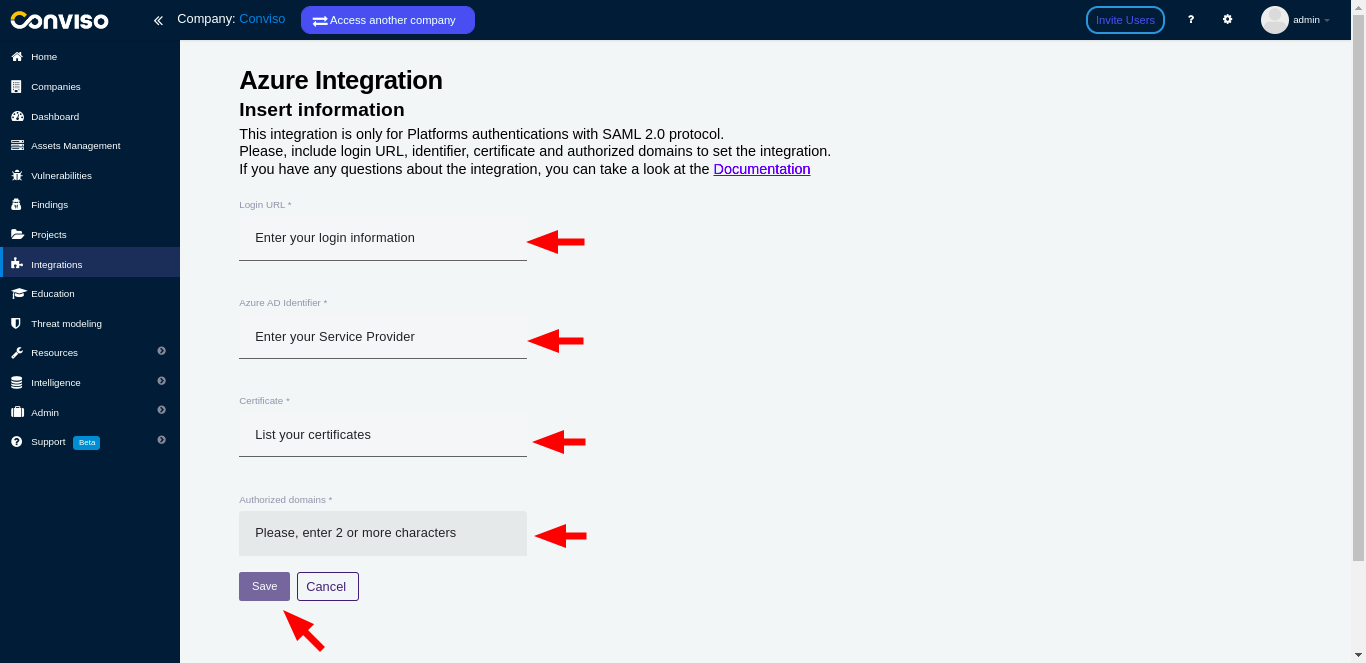 CONVISO
Company: Conviso
Access another company
Invite Users
?
admin
Home
Companies
Dashboard
Assets Management
Vulnerabilities
Findings
Projects
Integrations
Education
Threat modeling
Resources
Intelligence
Admin
Support Beta
Azure Integration
Insert information
This integration is only for Platforms authentications with SAML 2.0 protocol.
Please, include login URL, identifier, certificate and authorized domains to set the integration.
If you have any questions about the integration, you can take a look at the Documentation
Login URL *
Enter your login information
Azure AD Identifier *
Enter your Service Provider
Certificate *
List your certificates
Authorized domains *
Please, enter 2 or more characters
Save Cancel